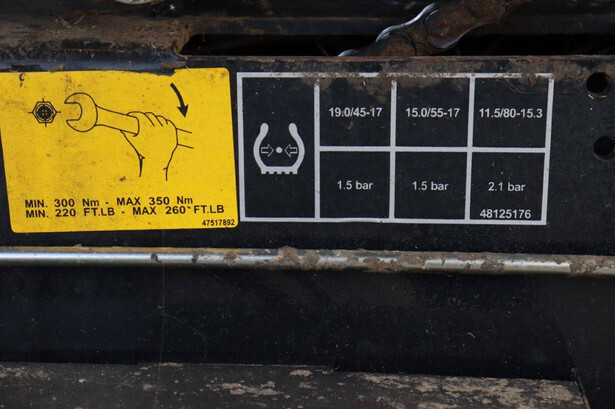 MIN. 300 Nm - MAX 350 Nm
MIN. 220 FT.LB - MAX 260 FT.LB
47517892
19.0/45-17 15.0/55-17 11.5/80-15.3
1.5 bar 1.5 bar 2.1 bar
48125176